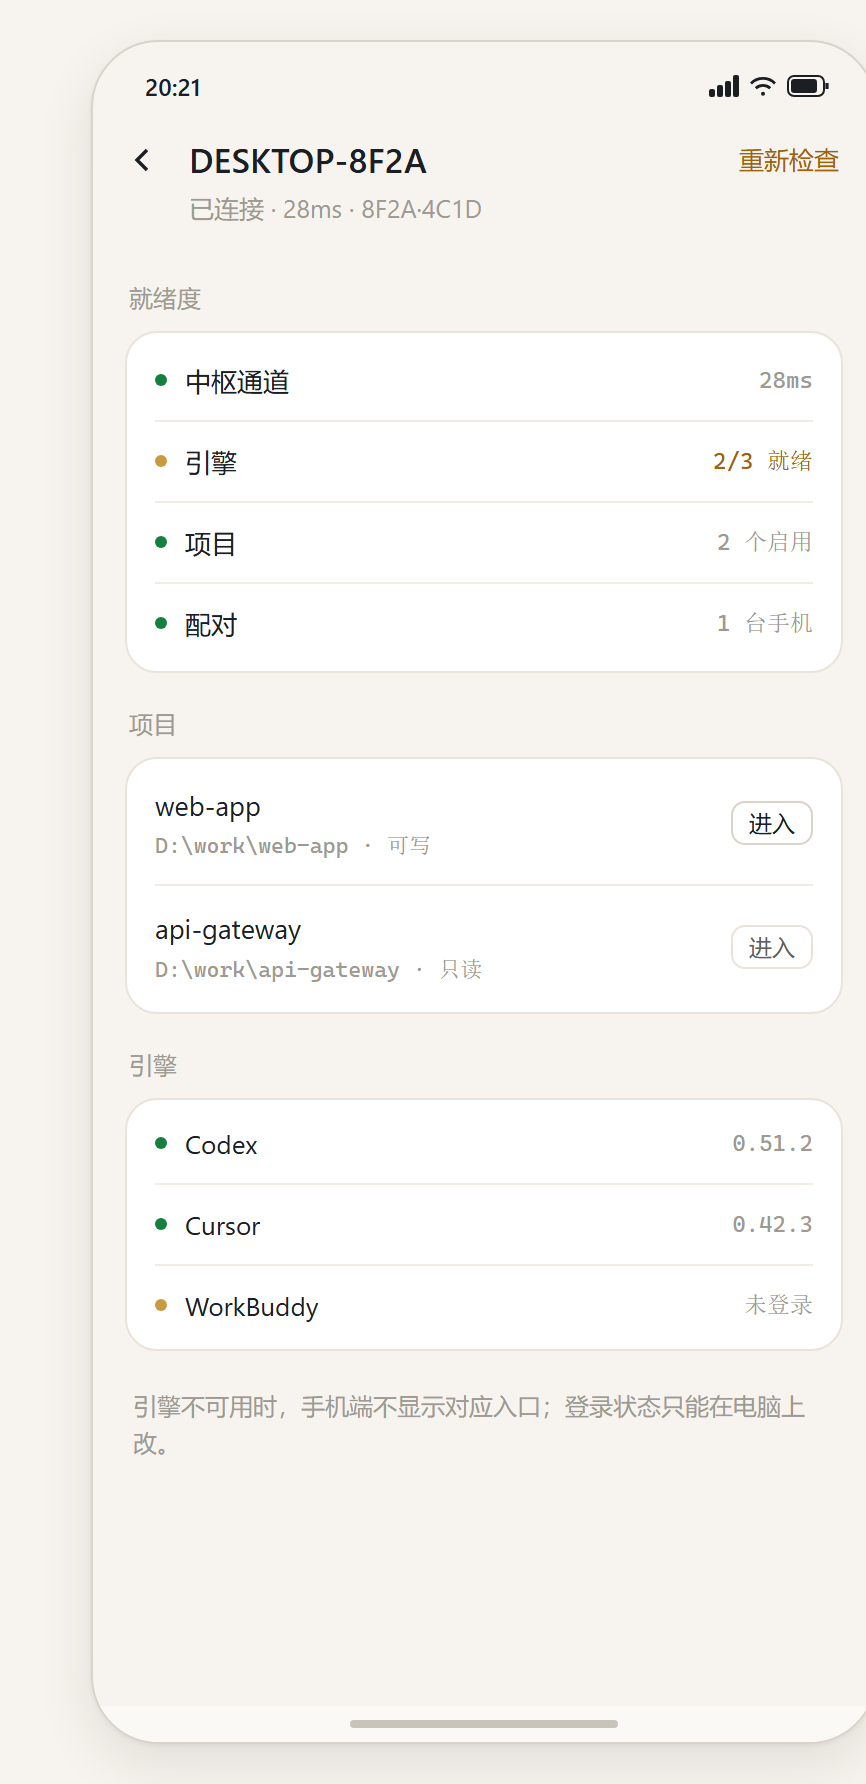 20:21
DESKTOP-8F2A
重新检查
已连接 · 28ms · 8F2A·4C1D
就绪度
中枢通道 28ms
引擎 2/3 就绪
项目 2 个启用
配对 1 台手机
项目
web-app
D:\work\web-app · 可写
进入
api-gateway
D:\work\api-gateway · 只读
进入
引擎
Codex 0.51.2
Cursor 0.42.3
WorkBuddy 未登录
引擎不可用时，手机端不显示对应入口；登录状态只能在电脑上
改。